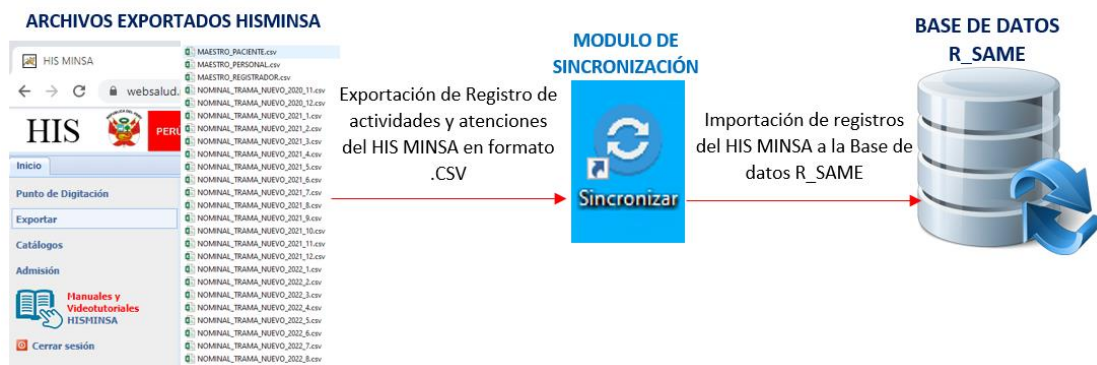 ARCHIVOS EXPORTADOS HISMINSA
HIS MINSA
websalud.
HIS
PERÚ
Inicio
Punto de Digitación
Exportar
Catálogos
Admisión
Manuales y
Videotutoriales
HISMINSA
Cerrar sesión
MAESTRO_PACIENTE.csv
MAESTRO_PERSONAL.csv
MAESTRO_REGISTRADOR.csv
NOMINAL_TRAMA_NUEVO_2020_11.csv
NOMINAL_TRAMA_NUEVO_2020_12.csv
NOMINAL_TRAMA_NUEVO_2021_1.csv
NOMINAL_TRAMA_NUEVO_2021_2.csv
NOMINAL_TRAMA_NUEVO_2021_3.csv
NOMINAL_TRAMA_NUEVO_2021_4.csv
NOMINAL_TRAMA_NUEVO_2021_5.csv
NOMINAL_TRAMA_NUEVO_2021_6.csv
NOMINAL_TRAMA_NUEVO_2021_7.csv
NOMINAL_TRAMA_NUEVO_2021_8.csv
NOMINAL_TRAMA_NUEVO_2021_9.csv
NOMINAL_TRAMA_NUEVO_2021_10.csv
NOMINAL_TRAMA_NUEVO_2021_11.csv
NOMINAL_TRAMA_NUEVO_2021_12.csv
NOMINAL_TRAMA_NUEVO_2022_1.csv
NOMINAL_TRAMA_NUEVO_2022_2.csv
NOMINAL_TRAMA_NUEVO_2022_3.csv
NOMINAL_TRAMA_NUEVO_2022_4.csv
NOMINAL_TRAMA_NUEVO_2022_5.csv
NOMINAL_TRAMA_NUEVO_2022_6.csv
NOMINAL_TRAMA_NUEVO_2022_7.csv
NOMINAL_TRAMA_NUEVO_2022_8.csv
Exportación de Registro de
actividades y atenciones
del HIS MINSA en formato
.CSV
MODULO DE
SINCRONIZACIÓN
Sincronizar
Importación de registros
del HIS MINSA a la Base de
datos R_SAME
BASE DE DATOS
R_SAME